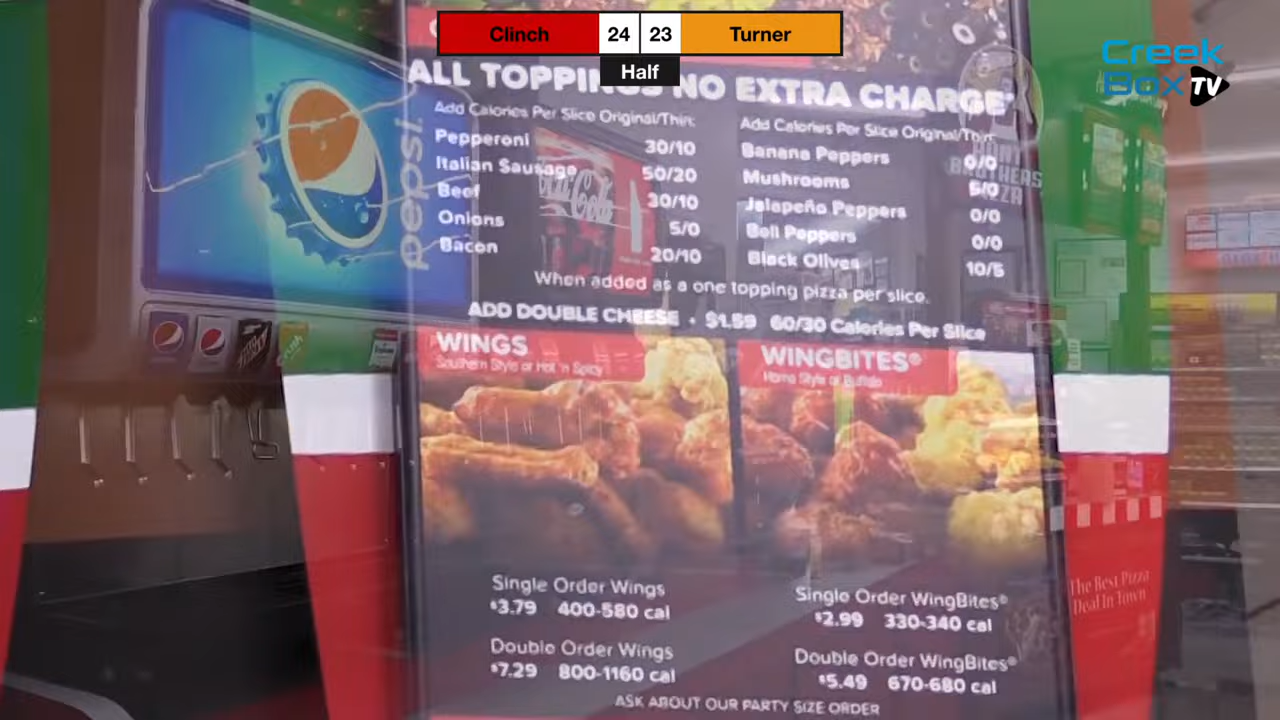 Clinch 24 23 Turner
Half
Creek
Box TV
ALL TOPPINGS NO EXTRA CHARGE*
Add Calories Per Slice Original/Thin:
Pepperoni 30/10
Italian Sausage 50/20
Beef 30/10
Onions 5/0
Bacon 20/10
Add Calories Per Slice Original/Thin:
Banana Peppers 0/0
Mushrooms 5/0
Jalapeño Peppers 0/0
Bell Peppers 0/0
Black Olives 10/5
When added as a one topping pizza per slice.
ADD DOUBLE CHEESE • $1.59 60/30 Calories Per Slice
pepsi
BROTHERS
PIZZA
WINGS
Southern Style or Hot 'n Spicy
WINGBITES®
Home Style or Buffalo
Single Order Wings
$3.79 400-580 cal
Double Order Wings
$7.29 800-1160 cal
Single Order WingBites®
$2.99 330-340 cal
Double Order WingBites®
$5.49 670-680 cal
ASK ABOUT OUR PARTY SIZE ORDER
The Best Pizza
Deal In Town